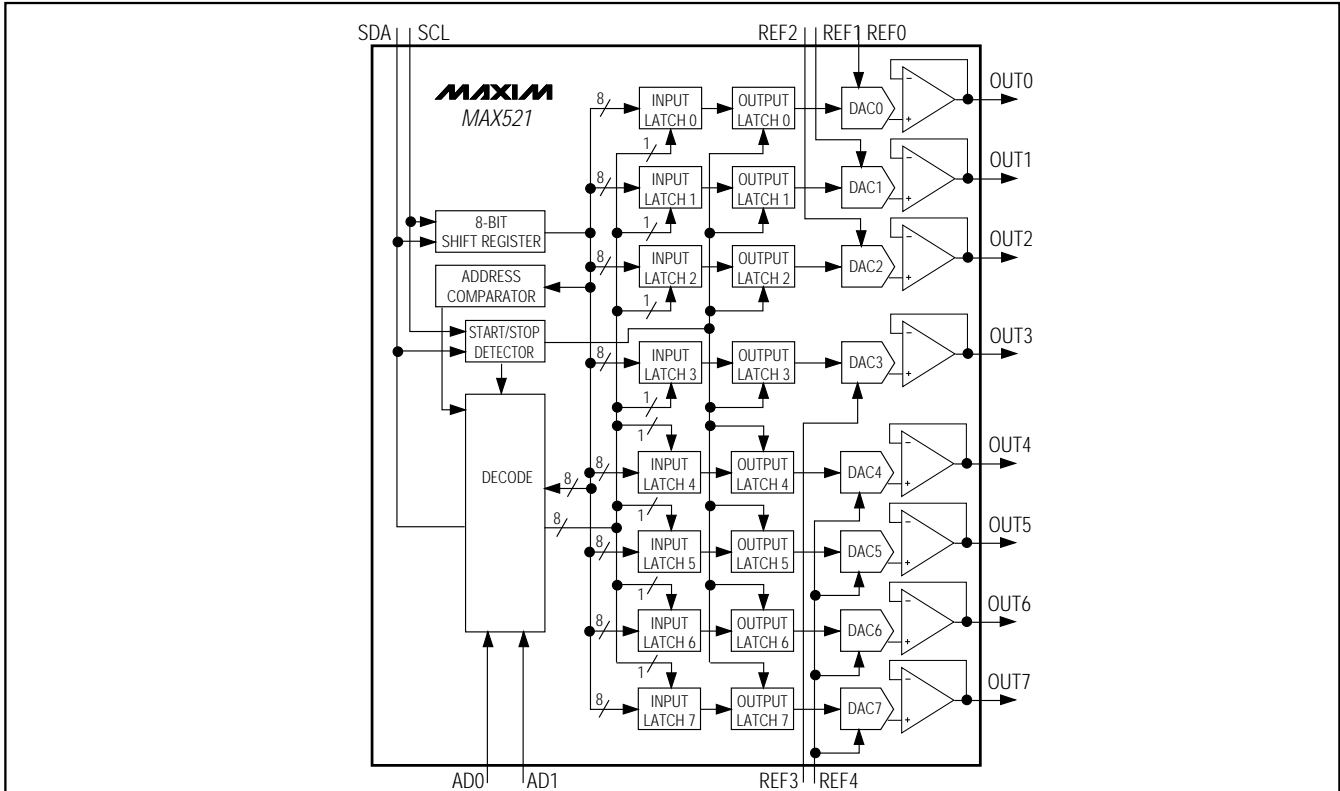 SDA SCL REF2 REF1 REF0
MAXIM
MAX521
8 INPUT LATCH 0 OUTPUT LATCH 0 DAC0 - + OUT0
1
8 INPUT LATCH 1 OUTPUT LATCH 1 DAC1 - + OUT1
1
8-BIT
SHIFT REGISTER
8 INPUT LATCH 2 OUTPUT LATCH 2 DAC2 - + OUT2
1
ADDRESS
COMPARATOR
START/STOP
DETECTOR
8 INPUT LATCH 3 OUTPUT LATCH 3 DAC3 - + OUT3
1
1
DECODE
8
8 INPUT LATCH 4 OUTPUT LATCH 4 DAC4 - + OUT4
8
1
8 INPUT LATCH 5 OUTPUT LATCH 5 DAC5 - + OUT5
1
8 INPUT LATCH 6 OUTPUT LATCH 6 DAC6 - + OUT6
1
8 INPUT LATCH 7 OUTPUT LATCH 7 DAC7 - + OUT7
AD0 AD1 REF3 REF4